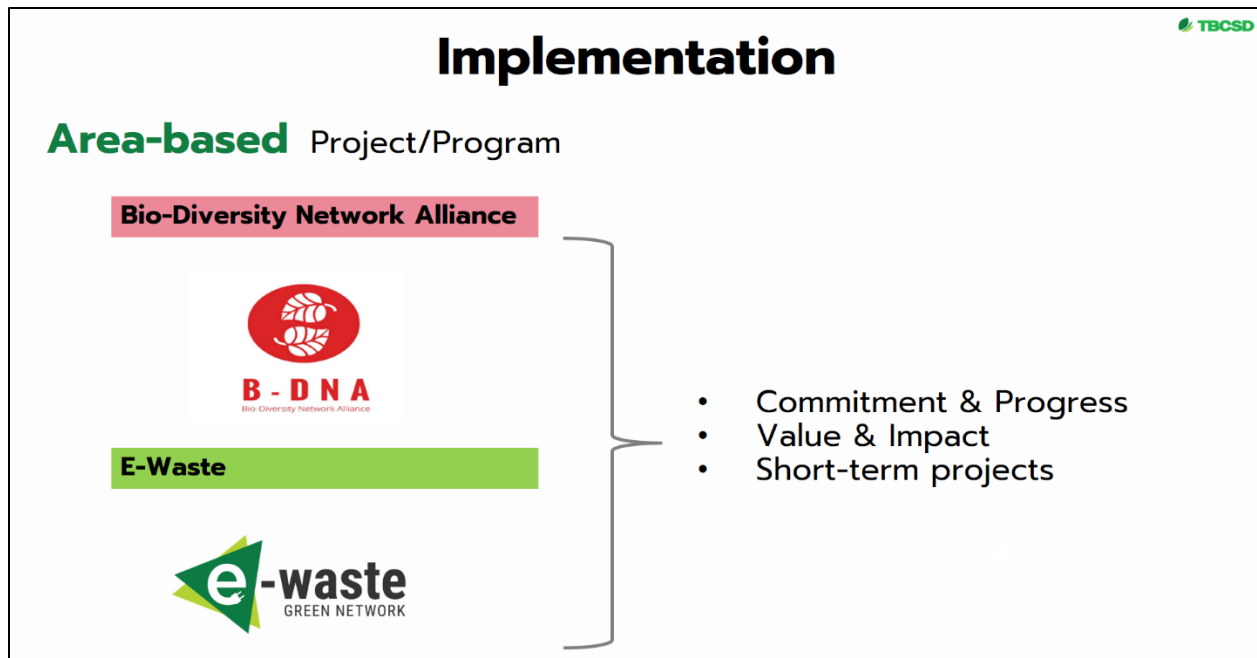 TBCSD
Implementation
Area-based Project/Program
Bio-Diversity Network Alliance
B - D N A
Bio-Diversity Network Alliance
E-Waste
e-waste
GREEN NETWORK
• Commitment & Progress
• Value & Impact
• Short-term projects